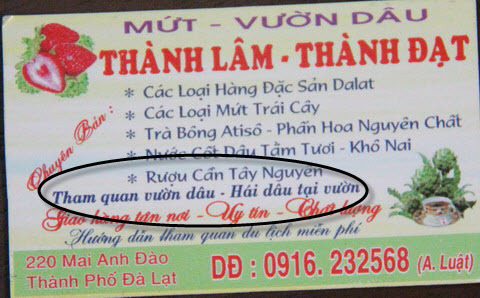 MỨT - VƯỜN DÂU
THÀNH LÂM - THÀNH ĐẠT
Chuyên Bán :
* Các Loại Hàng Đặc Sản Dalat
* Các Loại Mứt Trái Cây
* Trà Bông Atisô - Phấn Hoa Nguyên Chất
* Nước Cốt Dâu Tằm Tươi - Khô Nai
* Rượu Cần Tây Nguyên
Tham quan vườn dâu - Hái dâu tại vườn
Giao hàng tận nơi - Uy tín - Chất lượng
Hướng dẫn tham quan du lịch miễn phí
220 Mai Anh Đào
Thành Phố Đà Lạt
DĐ : 0916. 232568 (A. Luật)